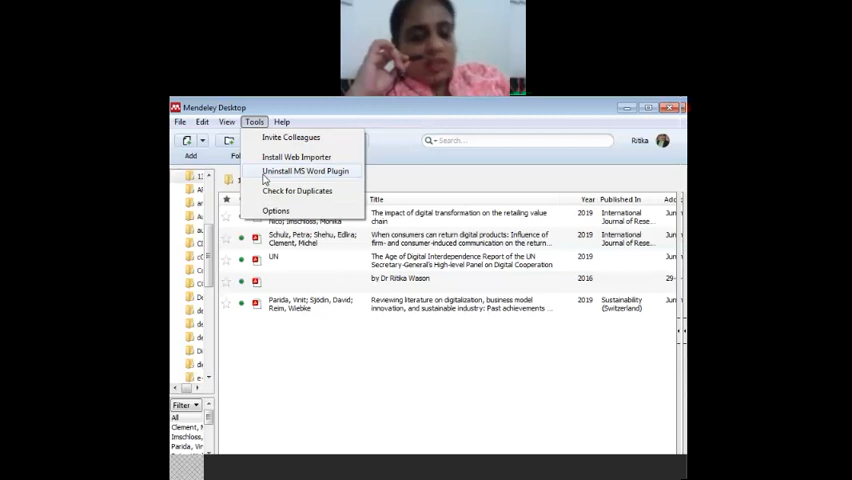 Mendeley Desktop
File Edit View Tools Help
Invite Colleagues
Install Web Importer
Uninstall MS Word Plugin
Check for Duplicates
Options
Add
Search...
Ritika
Title Year Published In
Nico; Imschloss, Monika
The impact of digital transformation on the retailing value
chain
2019
International
Journal of Rese...
Schulz, Petra; Shehu, Edlira;
Clement, Michel
When consumers can return digital products: Influence of
firm- and consumer-induced communication on the return...
2019
International
Journal of Rese...
UN
The Age of Digital Interdependence Report of the UN
Secretary-General's High-level Panel on Digital Cooperation
2019
by Dr Ritika Wason
2016
29-
Parida, Vinit; Sjödin, David;
Reim, Wiebke
Reviewing literature on digitalization, business model
innovation, and sustainable industry: Past achievements ...
2019
Sustainability
(Switzerland)
Filter
All
Clement, M...
Imschloss,...
Parida, Vin...